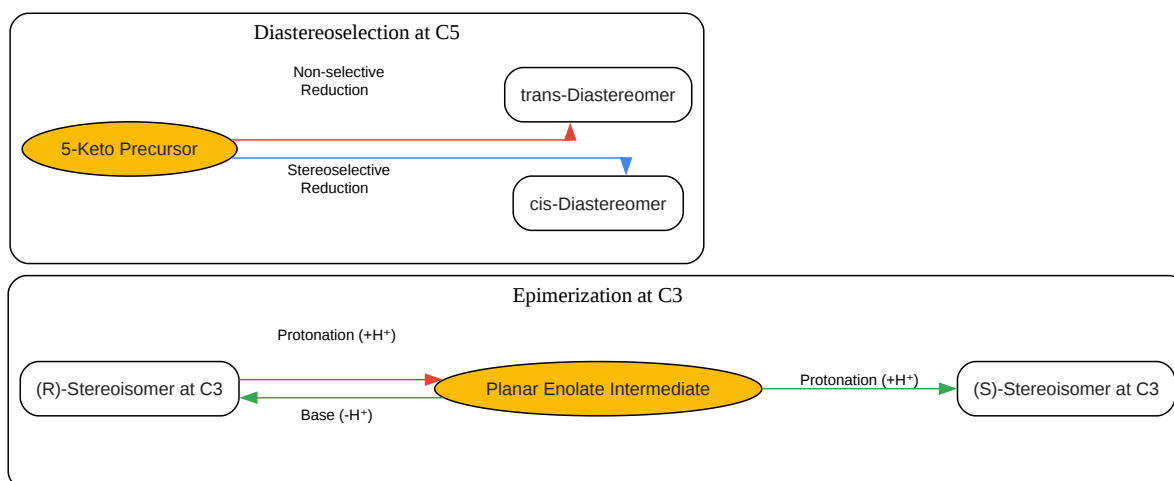 Diastereoselection at C5
Non-selective
Reduction
trans-Diastereomer
5-Keto Precursor
Stereoselective
Reduction
cis-Diastereomer
Epimerization at C3
Protonation (+H⁺)
(R)-Stereoisomer at C3
Planar Enolate Intermediate
Protonation (+H⁺)
(S)-Stereoisomer at C3
Base (-H⁺)